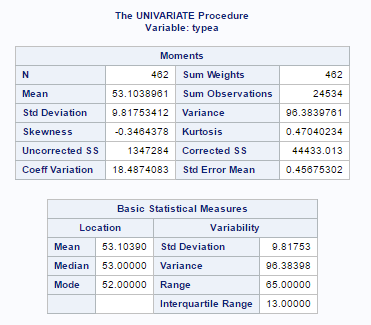 The UNIVARIATE Procedure
Variable: typea
Moments
N 462 Sum Weights 462
Mean 53.1038961 Sum Observations 24534
Std Deviation 9.81753412 Variance 96.3839761
Skewness -0.3464378 Kurtosis 0.47040234
Uncorrected SS 1347284 Corrected SS 44433.013
Coeff Variation 18.4874083 Std Error Mean 0.45675302
Basic Statistical Measures
Location Variability
Mean 53.10390 Std Deviation 9.81753
Median 53.00000 Variance 96.38398
Mode 52.00000 Range 65.00000
Interquartile Range 13.00000